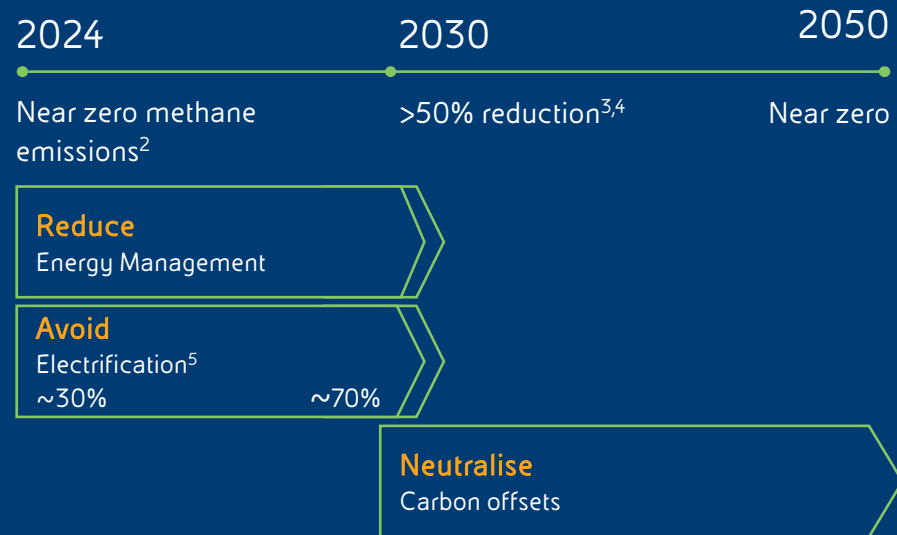 2024 2030 2050
Near zero methane >50% reduction3,4 Near zero
emissions2
Reduce
Energy Management
Avoid
Electrification5
~30% ~70%
Neutralise
Carbon offsets